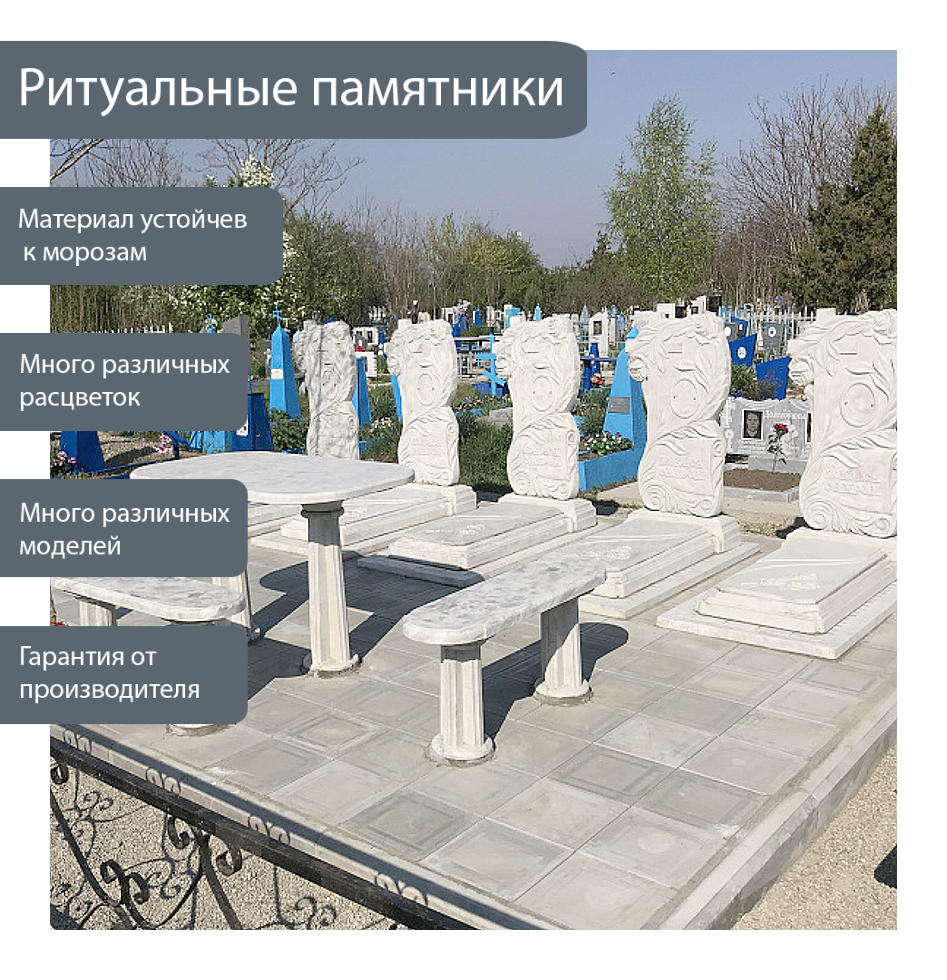 Ритуальные памятники
Материал устойчев
к морозам
Много различных
расцветок
Много различных
моделей
Гарантия от
производителя